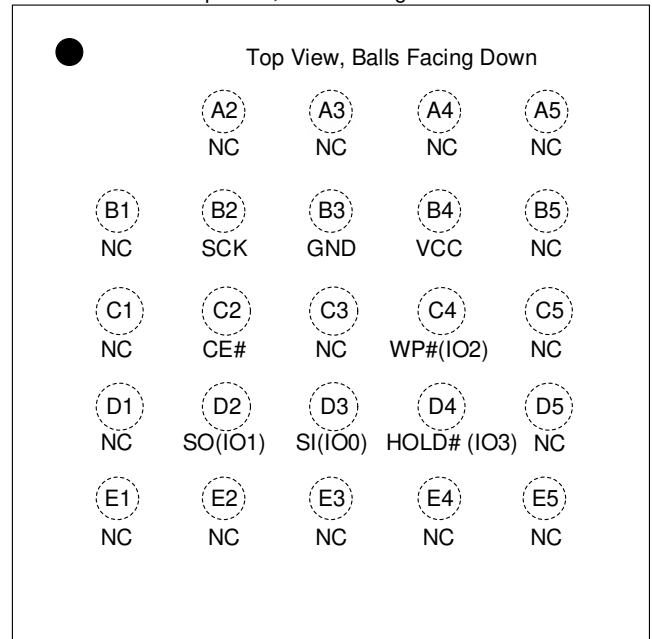 Top View, Balls Facing Down
A2 A3 A4 A5
NC NC NC NC
B1 B2 B3 B4 B5
NC SCK GND VCC NC
C1 C2 C3 C4 C5
NC CE# NC WP#(IO2) NC
D1 D2 D3 D4 D5
NC SO(IO1) SI(IO0) HOLD# (IO3) NC
E1 E2 E3 E4 E5
NC NC NC NC NC